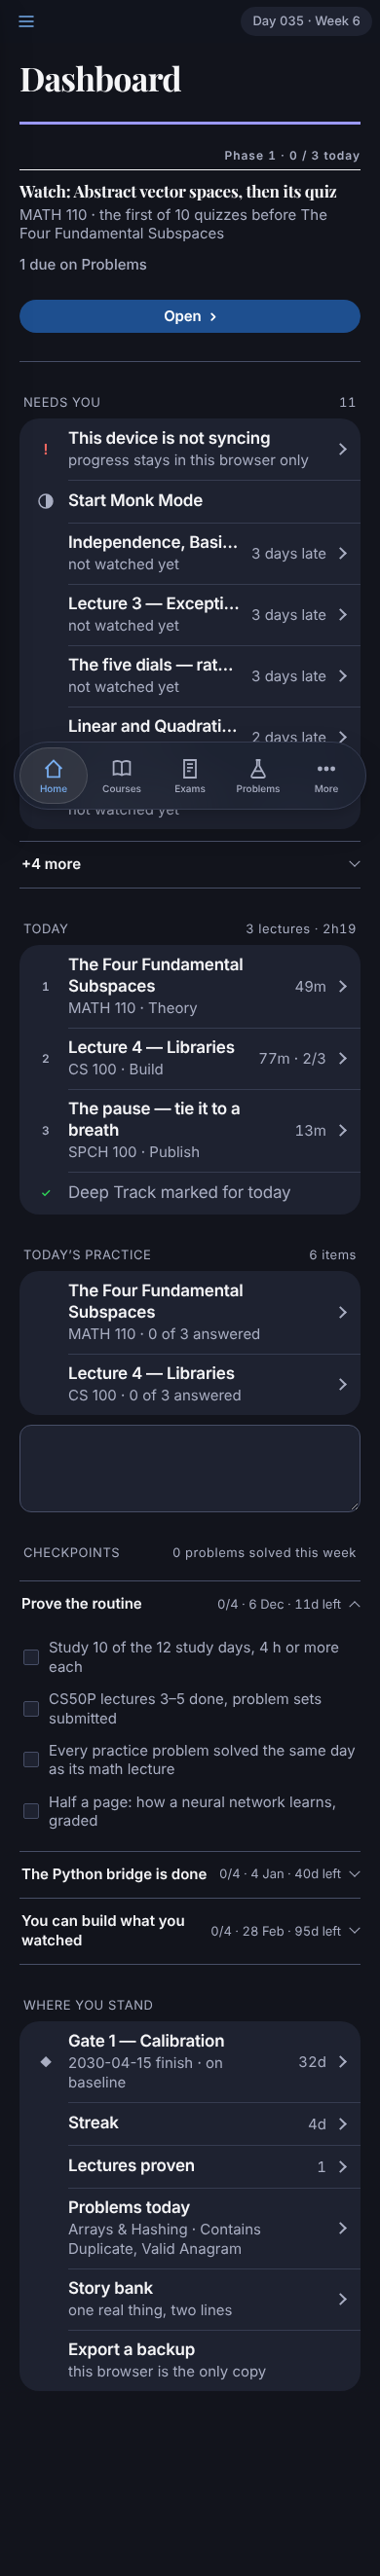 Day 035 · Week 6
Dashboard
Phase 1 · 0 / 3 today
Watch: Abstract vector spaces, then its quiz
MATH 110 · the first of 10 quizzes before The
Four Fundamental Subspaces
1 due on Problems
Open ›
NEEDS YOU 11
! This device is not syncing
progress stays in this browser only
Start Monk Mode
Independence, Basi… 3 days late
not watched yet
Lecture 3 — Excepti… 3 days late
not watched yet
The five dials — rat… 3 days late
not watched yet
Linear and Quadrati… 2 days late
Home Courses Exams Problems More
not watched yet
+4 more
TODAY 3 lectures · 2h19
1 The Four Fundamental
Subspaces 49m
MATH 110 · Theory
2 Lecture 4 — Libraries 77m · 2/3
CS 100 · Build
3 The pause — tie it to a
breath 13m
SPCH 100 · Publish
✓ Deep Track marked for today
TODAY’S PRACTICE 6 items
The Four Fundamental
Subspaces
MATH 110 · 0 of 3 answered
Lecture 4 — Libraries
CS 100 · 0 of 3 answered
CHECKPOINTS 0 problems solved this week
Prove the routine 0/4 · 6 Dec · 11d left
Study 10 of the 12 study days, 4 h or more
each
CS50P lectures 3–5 done, problem sets
submitted
Every practice problem solved the same day
as its math lecture
Half a page: how a neural network learns,
graded
The Python bridge is done 0/4 · 4 Jan · 40d left
You can build what you
watched 0/4 · 28 Feb · 95d left
WHERE YOU STAND
Gate 1 — Calibration
2030-04-15 finish · on 32d
baseline
Streak 4d
Lectures proven 1
Problems today
Arrays & Hashing · Contains
Duplicate, Valid Anagram
Story bank
one real thing, two lines
Export a backup
this browser is the only copy